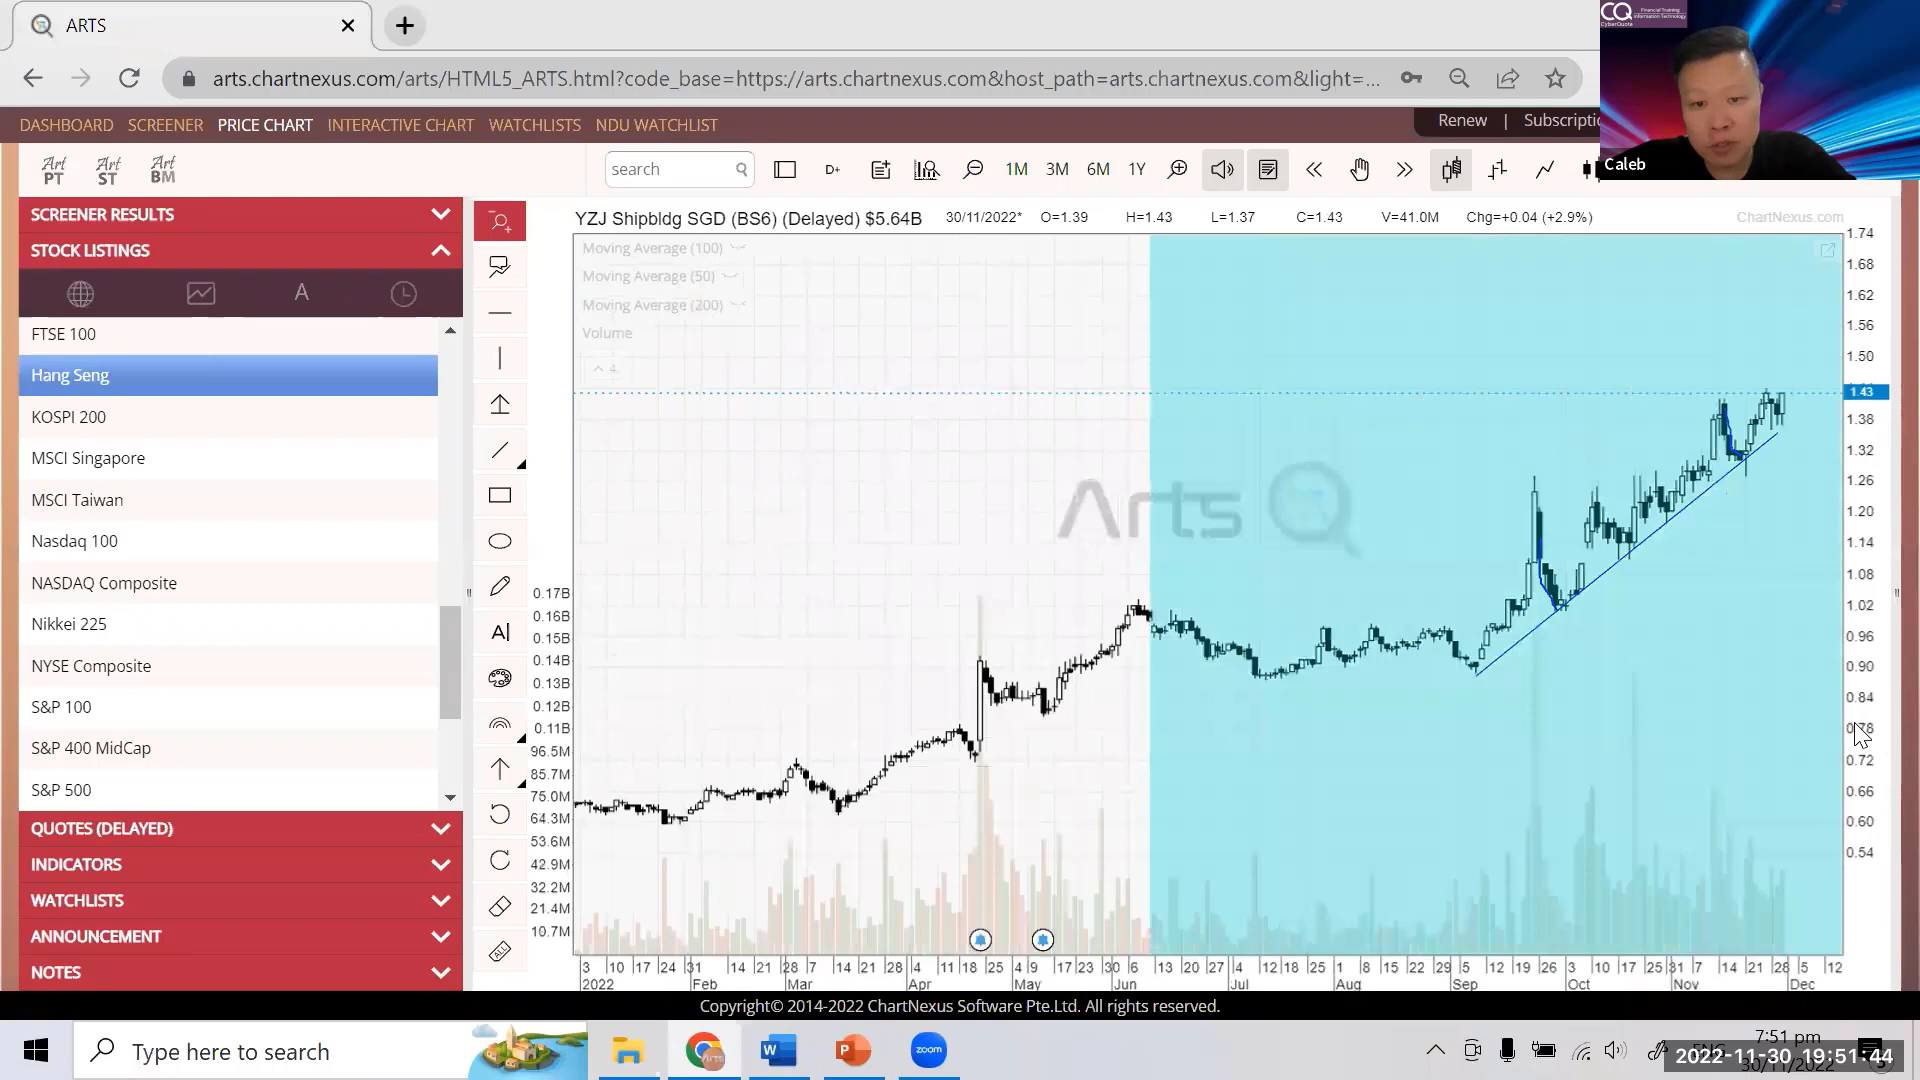 ARTS
arts.chartnexus.com/arts/HTML5_ARTS.html?code_base=https://arts.chartnexus.com&host_path=arts.chartnexus.com&light=...
CQ Financial Training Information Technology
CyberQuote
DASHBOARD SCREENER PRICE CHART INTERACTIVE CHART WATCHLISTS NDU WATCHLIST
Renew | Subscriptio
Caleb
Art PT Art ST Art BM
search D+ 1M 3M 6M 1Y
SCREENER RESULTS
STOCK LISTINGS
A
FTSE 100
Hang Seng
KOSPI 200
MSCI Singapore
MSCI Taiwan
Nasdaq 100
NASDAQ Composite
Nikkei 225
NYSE Composite
S&P 100
S&P 400 MidCap
S&P 500
QUOTES (DELAYED)
INDICATORS
WATCHLISTS
ANNOUNCEMENT
NOTES
A|
ALL
YZJ Shipbldg SGD (BS6) (Delayed) $5.64B 30/11/2022* O=1.39 H=1.43 L=1.37 C=1.43 V=41.0M Chg=+0.04 (+2.9%) ChartNexus.com
Moving Average (100)
Moving Average (50)
Moving Average (200)
Volume
4
Arts
1.74
1.68
1.62
1.56
1.50
1.43
1.38
1.32
1.26
1.20
1.14
1.08
1.02
0.96
0.90
0.84
0.78
0.72
0.66
0.60
0.54
0.17B
0.16B
0.15B
0.14B
0.13B
0.12B
0.11B
96.5M
85.7M
75.0M
64.3M
53.6M
42.9M
32.2M
21.4M
10.7M
3 10 17 24 31 14 21 28 7 14 21 28 4 11 18 25 4 9 17 23 30 6 13 20 27 4 12 18 25 1 8 15 22 29 5 12 19 26 3 10 17 25 31 7 14 21 28 5 12
2022 Feb Mar Apr May Jun Jul Aug Sep Oct Nov Dec
Copyright© 2014-2022 ChartNexus Software Pte.Ltd. All rights reserved.
Type here to search
W P zoom
7:51 pm
2022-11-30 19:51:44